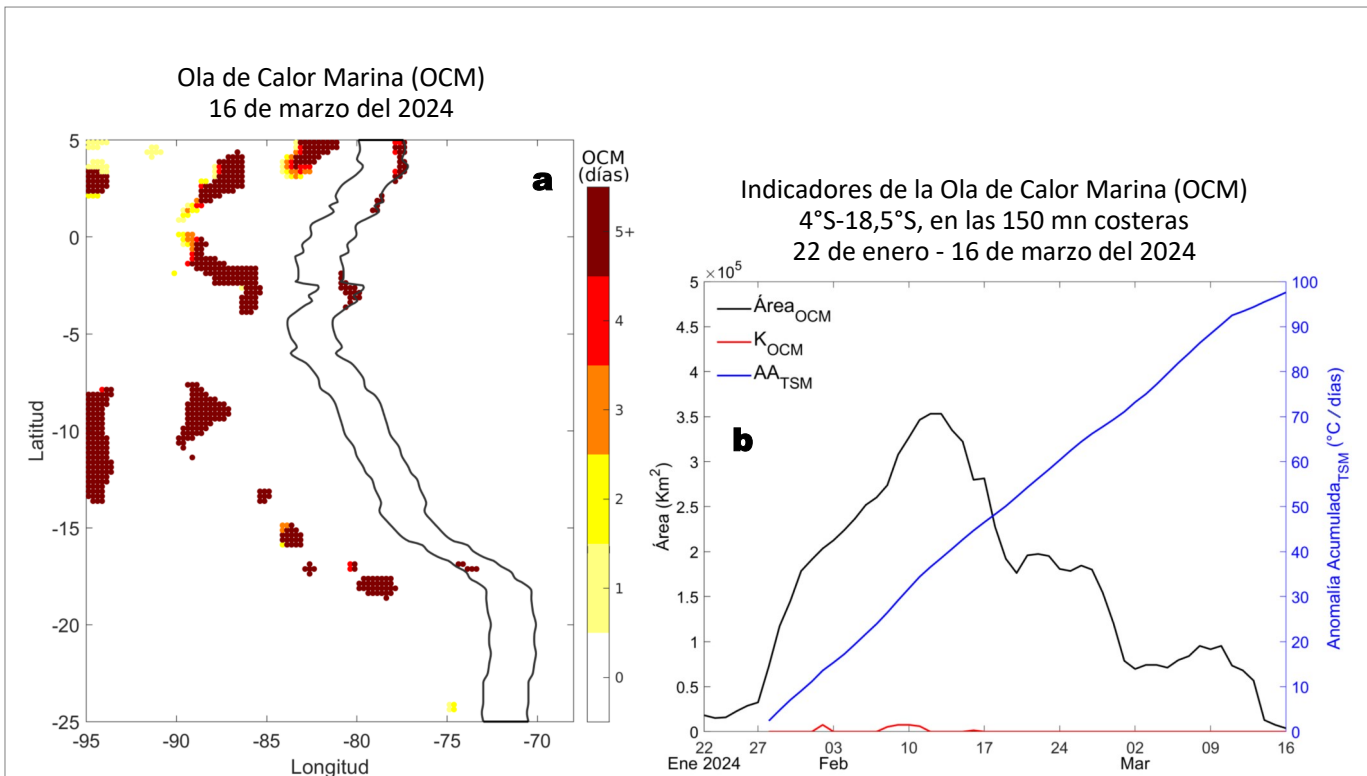 Ola de Calor Marina (OCM)
16 de marzo del 2024
5
0
-5
-10
-15
-20
-25
Latitud
-95
-90
-85
-80
-75
-70
Longitud
a
OCM
(días)
5+
4
3
2
1
0
Indicadores de la Ola de Calor Marina (OCM)
4°S-18,5°S, en las 150 mn costeras
22 de enero - 16 de marzo del 2024
×10⁵
5
4.5
4
3.5
3
2.5
2
1.5
1
0.5
0
Área (Km²)
Área_OCM
K_OCM
AA_TSM
b
22
27
03
10
17
24
02
09
16
Ene 2024
Feb
Mar
100
90
80
70
60
50
40
30
20
10
0
Anomalía Acumulada_TSM (°C / días)